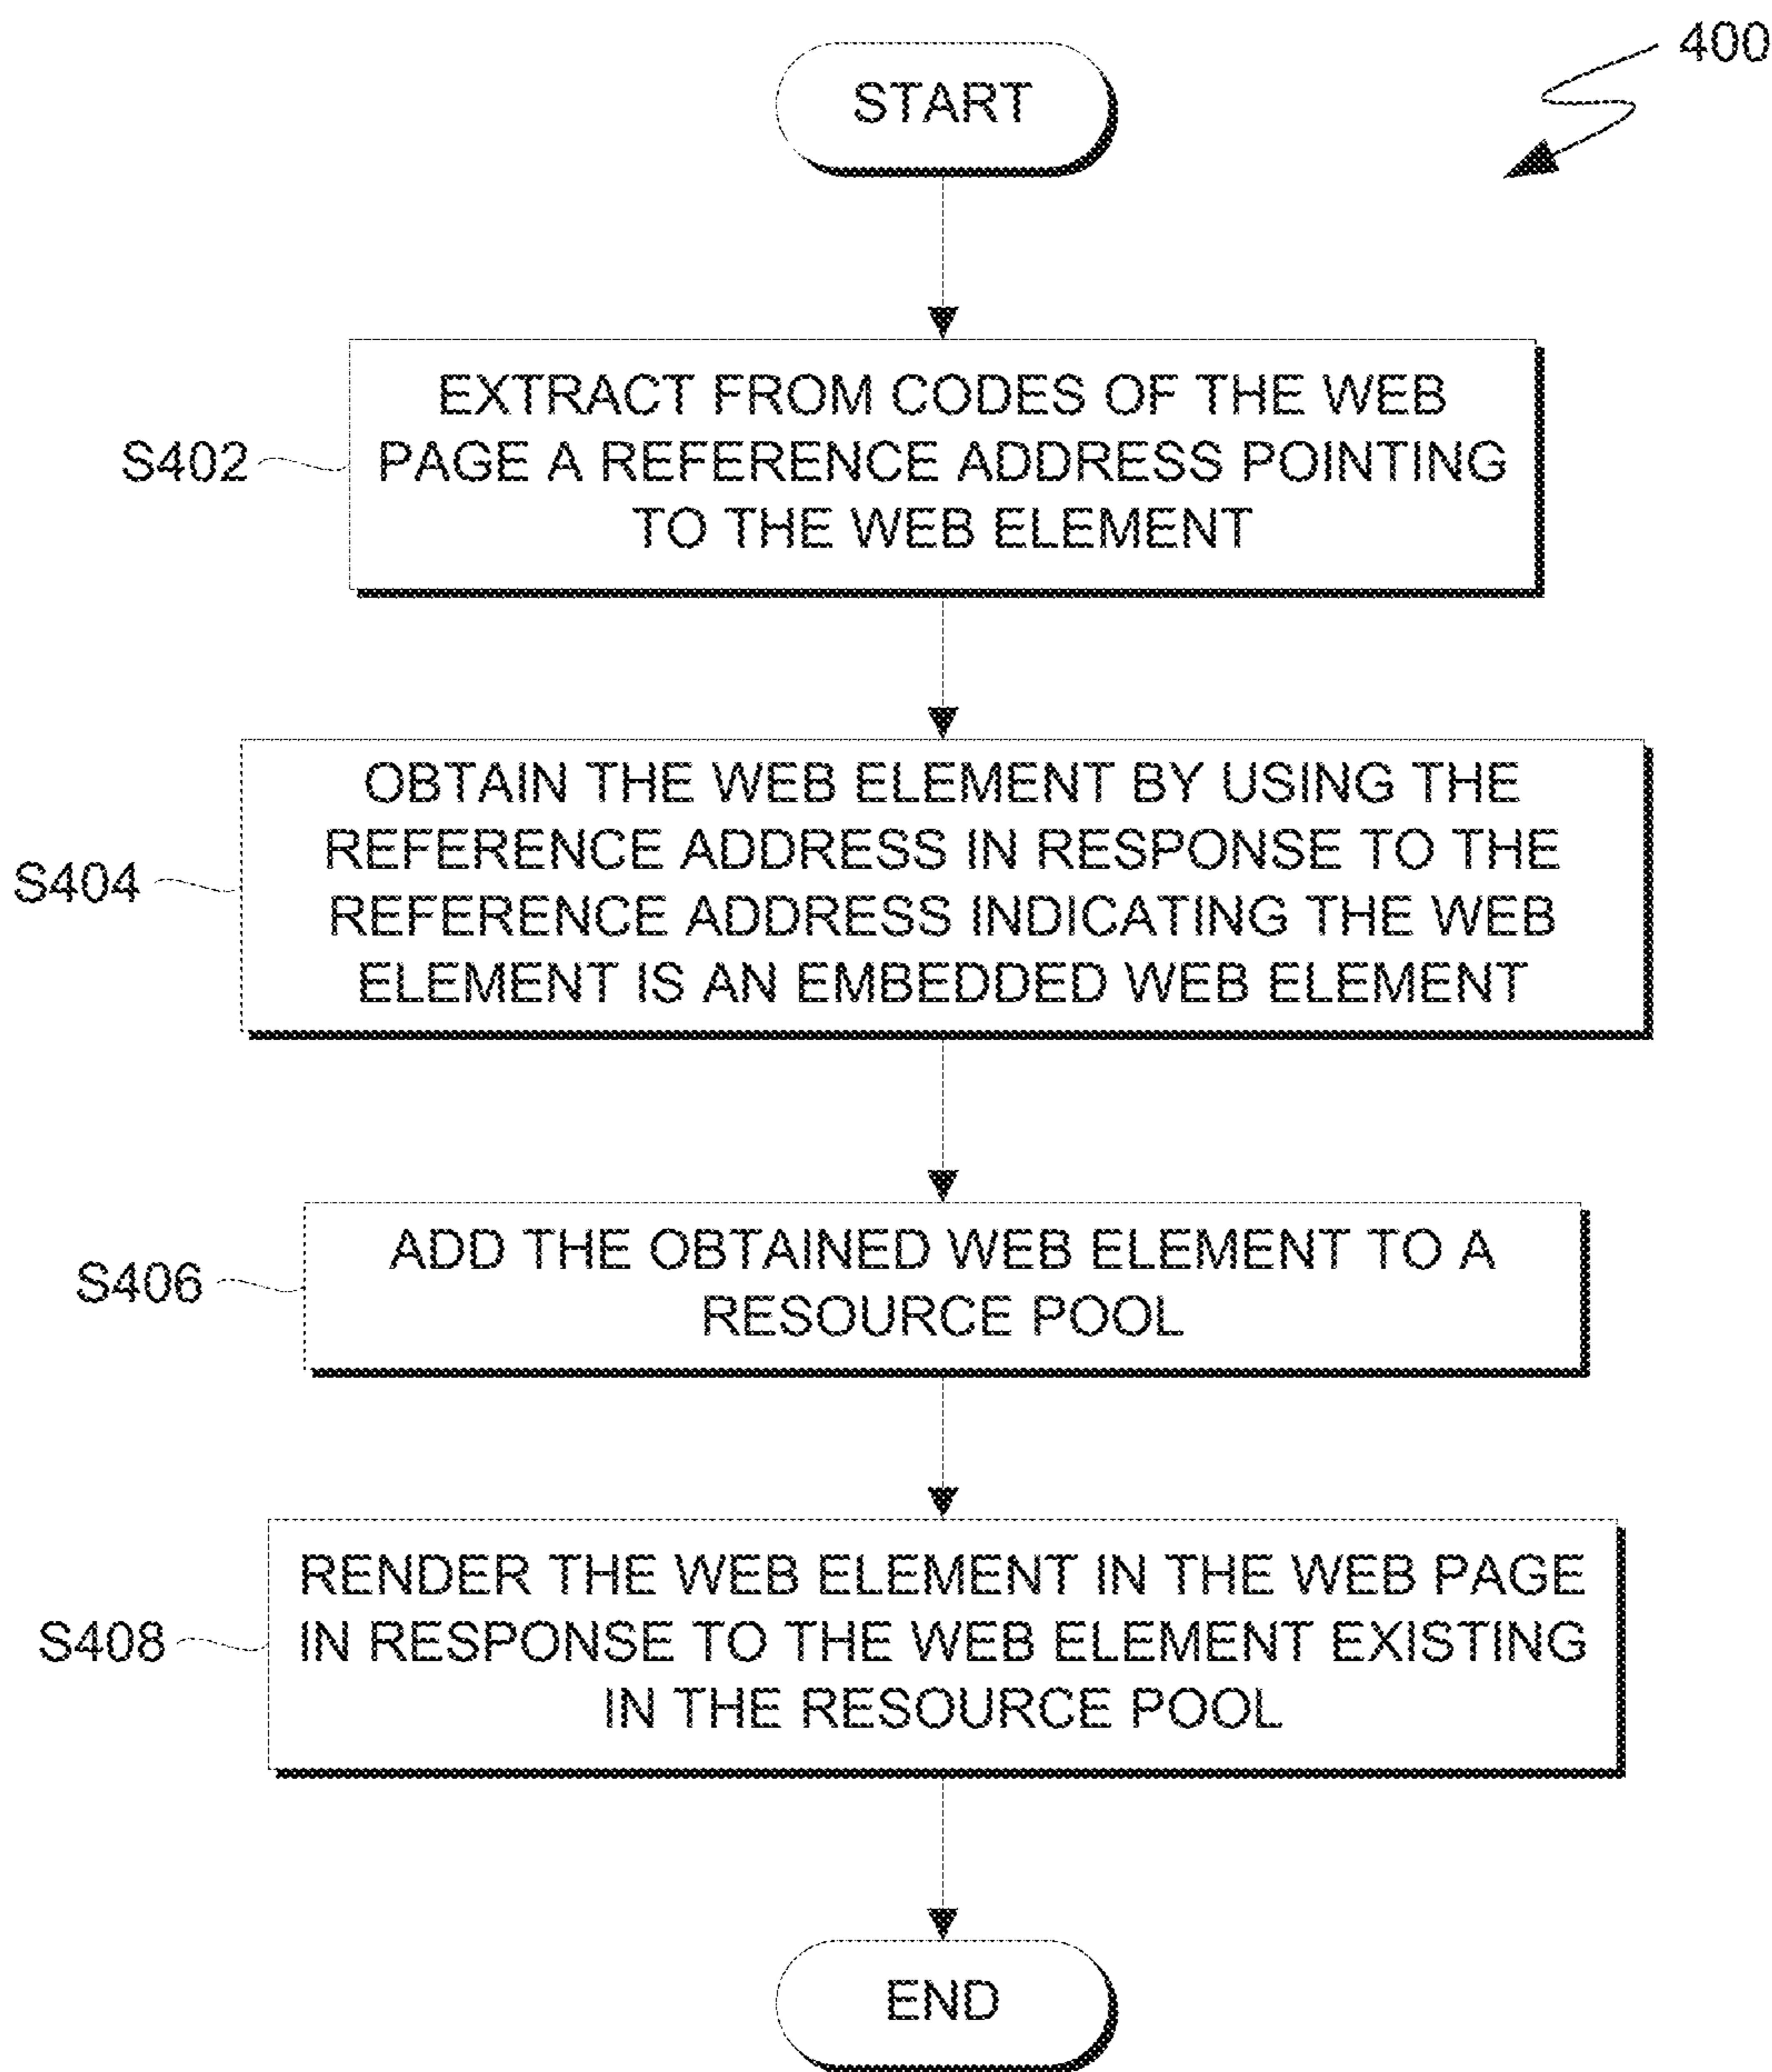 400
START
S402
EXTRACT FROM CODES OF THE WEB
PAGE A REFERENCE ADDRESS POINTING
TO THE WEB ELEMENT
S404
OBTAIN THE WEB ELEMENT BY USING THE
REFERENCE ADDRESS IN RESPONSE TO THE
REFERENCE ADDRESS INDICATING THE WEB
ELEMENT IS AN EMBEDDED WEB ELEMENT
S406
ADD THE OBTAINED WEB ELEMENT TO A
RESOURCE POOL
S408
RENDER THE WEB ELEMENT IN THE WEB PAGE
IN RESPONSE TO THE WEB ELEMENT EXISTING
IN THE RESOURCE POOL
END